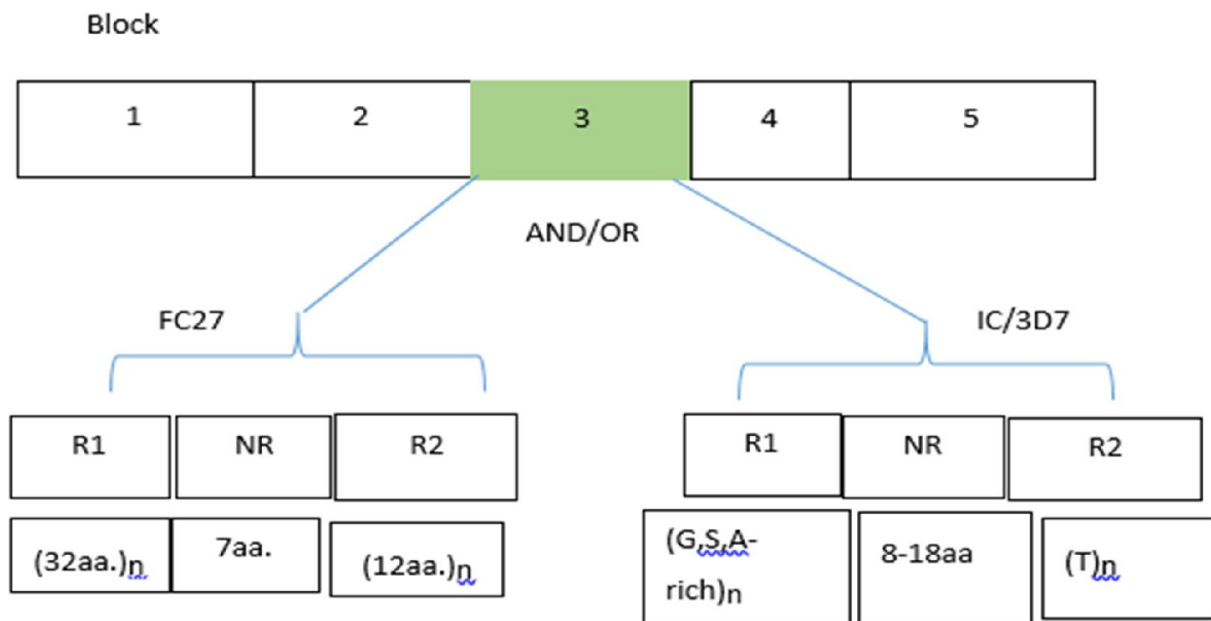 Block
1 2 3 4 5
AND/OR
FC27 IC/3D7
R1 NR R2 R1 NR R2
(32aa.)n 7aa. (12aa.)n (G,S,A-
rich)n 8-18aa (T)n